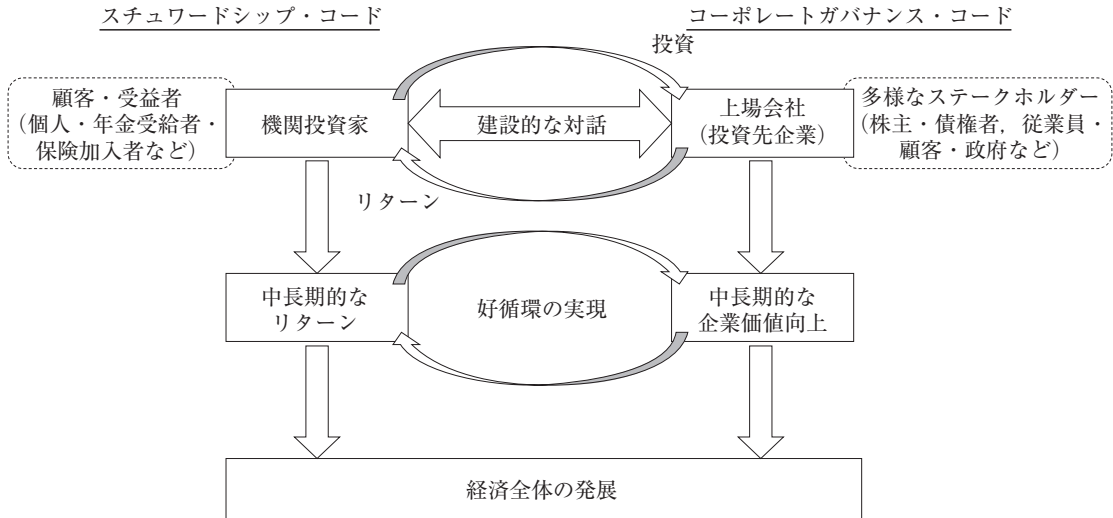 スチュワードシップ・コード
コーポレートガバナンス・コード
投資
顧客・受益者
（個人・年金受給者・
保険加入者など）
機関投資家
建設的な対話
上場会社
（投資先企業）
多様なステークホルダー
（株主・債権者，従業員・
顧客・政府など）
リターン
中長期的な
リターン
好循環の実現
中長期的な
企業価値向上
経済全体の発展